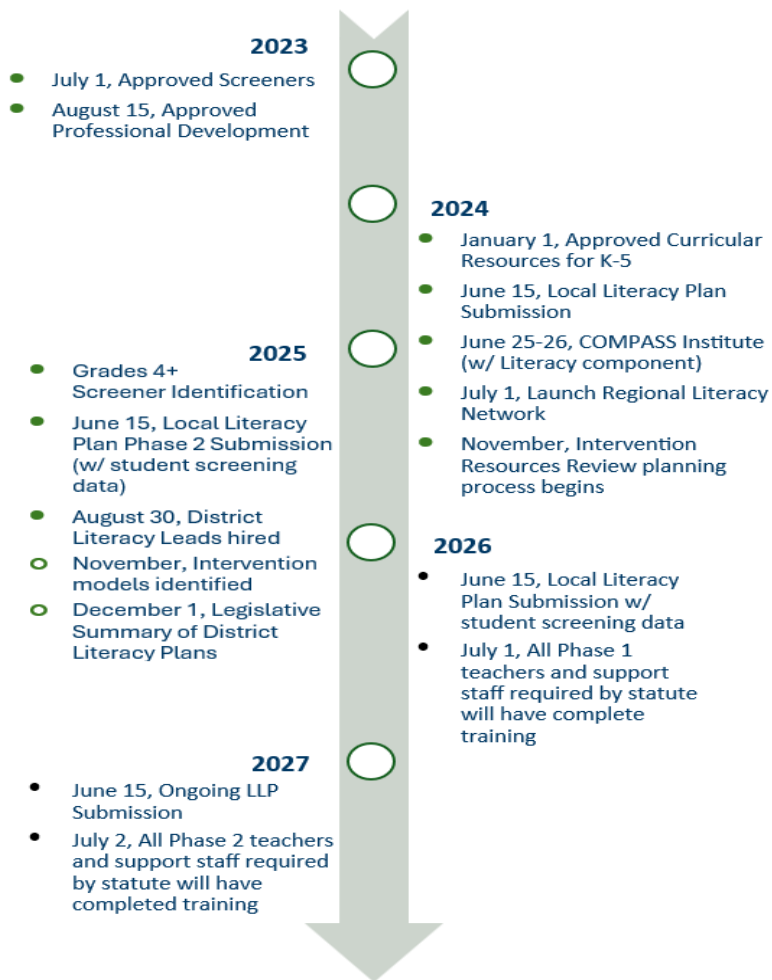 2023
July 1, Approved Screeners
August 15, Approved
Professional Development
2024
January 1, Approved Curricular
Resources for K-5
June 15, Local Literacy Plan
Submission
June 25-26, COMPASS Institute
(w/ Literacy component)
July 1, Launch Regional Literacy
Network
November, Intervention
Resources Review planning
process begins
2025
Grades 4+
Screener Identification
June 15, Local Literacy
Plan Phase 2 Submission
(w/ student screening
data)
August 30, District
Literacy Leads hired
November, Intervention
models identified
December 1, Legislative
Summary of District
Literacy Plans
2026
June 15, Local Literacy
Plan Submission w/
student screening data
July 1, All Phase 1
teachers and support
staff required by statute
will have complete
training
2027
June 15, Ongoing LLP
Submission
July 2, All Phase 2 teachers
and support staff required
by statute will have
completed training